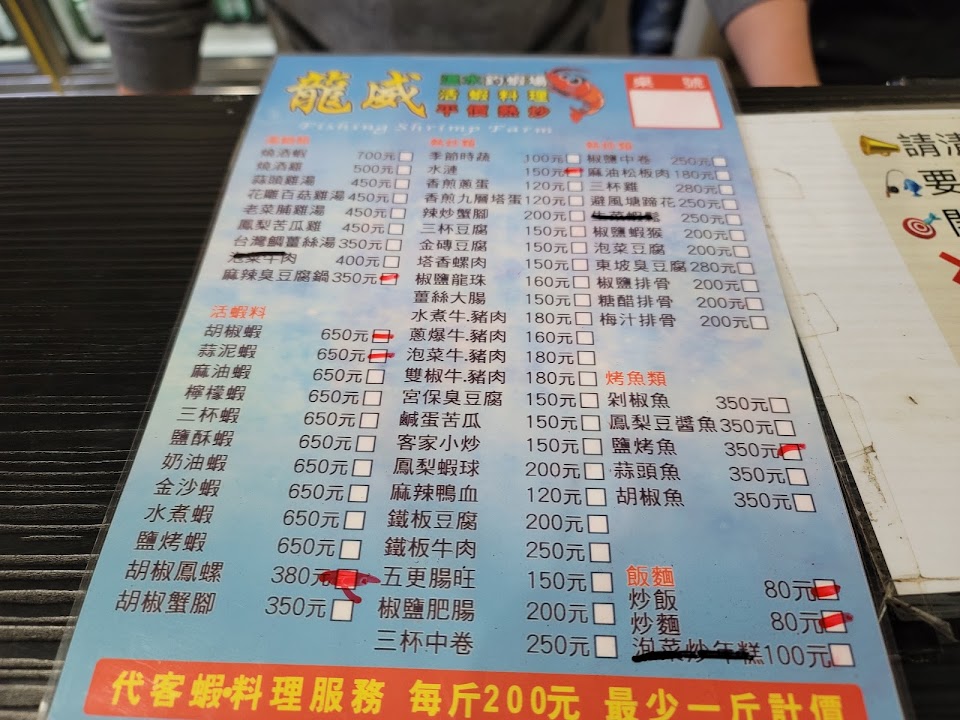 龍威
溫水釣蝦場
活蝦料理
平價熱炒
Fishing Shrimp Farm
桌號
燒酒蝦 700元
燒酒雞 500元
蒜頭雞湯 450元
花雕百菇雞湯 450元
老菜脯雞湯 450元
鳳梨苦瓜雞 450元
台灣鯛薑絲湯 350元
泡菜牛肉 400元
麻辣臭豆腐鍋 350元
活蝦料
胡椒蝦 650元
蒜泥蝦 650元
麻油蝦 650元
檸檬蝦 650元
三杯蝦 650元
鹽酥蝦 650元
奶油蝦 650元
金沙蝦 650元
水煮蝦 650元
鹽烤蝦 650元
胡椒鳳螺 380元
胡椒蟹腳 350元
熱炒類
季節時蔬 100元
水蓮 150元
香煎蔥蛋 120元
香煎九層塔蛋 120元
辣炒蟹腳 200元
三杯豆腐 150元
金磚豆腐 150元
塔香螺肉 150元
椒鹽龍珠 160元
薑絲大腸 150元
水煮牛.豬肉 180元
蔥爆牛.豬肉 160元
泡菜牛.豬肉 180元
雙椒牛.豬肉 180元
宮保臭豆腐 150元
鹹蛋苦瓜 150元
客家小炒 150元
鳳梨蝦球 200元
麻辣鴨血 120元
鐵板豆腐 200元
鐵板牛肉 250元
五更腸旺 150元
椒鹽肥腸 200元
三杯中卷 250元
熱炒類
椒鹽中卷 250元
麻油松板肉 180元
三杯雞 280元
避風塘蹄花 250元
生菜蝦鬆 250元
椒鹽蝦猴 200元
泡菜豆腐 200元
東坡臭豆腐 280元
椒鹽排骨 200元
糖醋排骨 200元
梅汁排骨 200元
烤魚類
剁椒魚 350元
鳳梨豆醬魚 350元
鹽烤魚 350元
蒜頭魚 350元
胡椒魚 350元
飯麵
炒飯 80元
炒麵 80元
泡菜炒年糕 100元
代客蝦料理服務 每斤200元 最少一斤計價
請
要